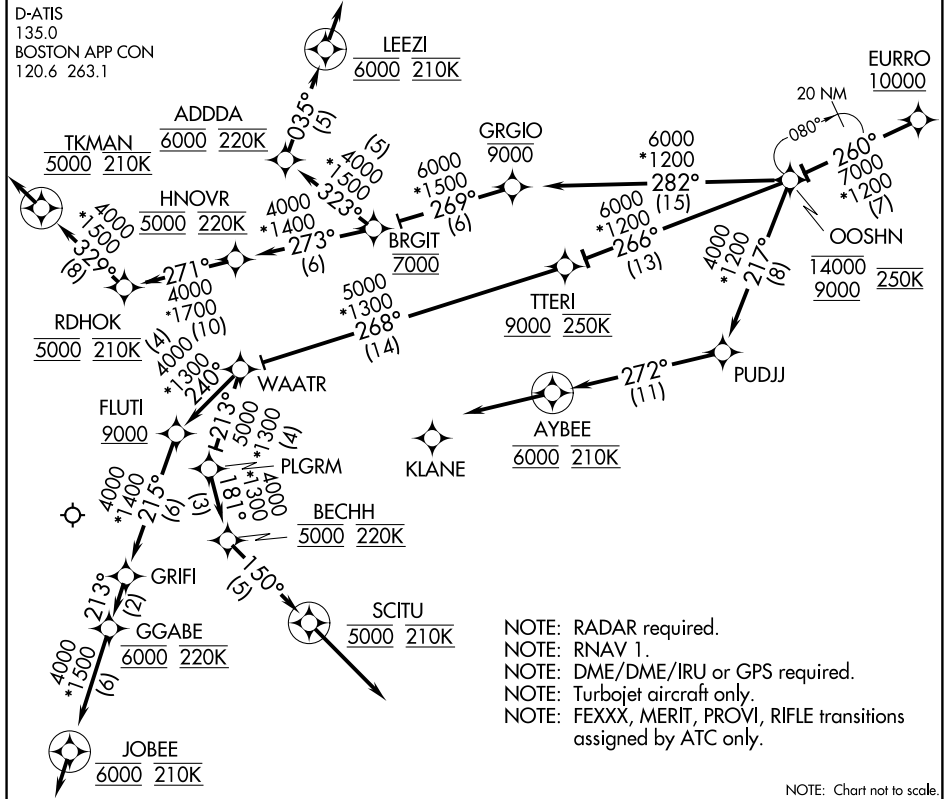 D-ATIS
135.0
BOSTON APP CON
120.6 263.1
LEEZI
6000 210K
EURRO
10000
20 NM
080°
ADDDA
6000 220K
035°
(5)
TKMAN
5000 210K
GRGIO
9000
6000
*1200
282°
(15)
260°
7000
*1200
(7)
(5)
4000
*1500
323°
6000
*1500
269°
(6)
HNOVR
5000 220K
4000
*1400
273°
(6)
BRGIT
7000
4000
*1500
329°
(8)
6000
*1200
266°
(13)
OOSHN
14000
9000 250K
4000
*1200
217°
(8)
271°
4000
*1700
(10)
RDHOK
5000 210K
5000
*1300
268°
(14)
TTERI
9000 250K
(4)
4000
*1300
240°
WAATR
PUDJJ
272°
(11)
FLUTI
9000
213°
5000
*1300
(4)
AYBEE
6000 210K
KLANE
PLGRM
4000
*1300
181°
(3)
4000
*1400
215°
(6)
BECHH
5000 220K
150°
(5)
GRIFI
213°
(2)
GGABE
6000 220K
SCITU
5000 210K
4000
*1500
(6)
JOBEE
6000 210K
NOTE: RADAR required.
NOTE: RNAV 1.
NOTE: DME/DME/IRU or GPS required.
NOTE: Turbojet aircraft only.
NOTE: FEXXX, MERIT, PROVI, RIFLE transitions
assigned by ATC only.
NOTE: Chart not to scale.